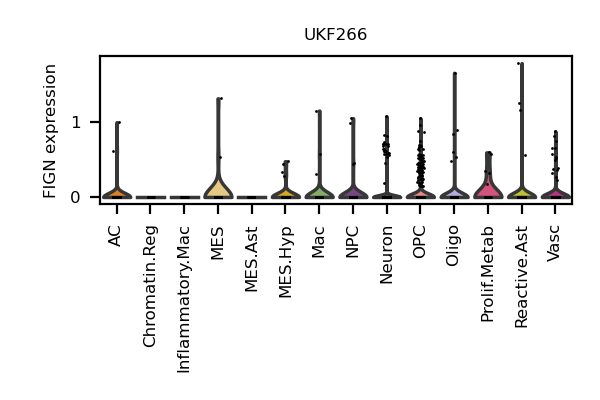 UKF266
FIGN expression
1
0
AC
Chromatin.Reg
Inflammatory.Mac
MES
MES.Ast
MES.Hyp
Mac
NPC
Neuron
OPC
Oligo
Prolif.Metab
Reactive.Ast
Vasc